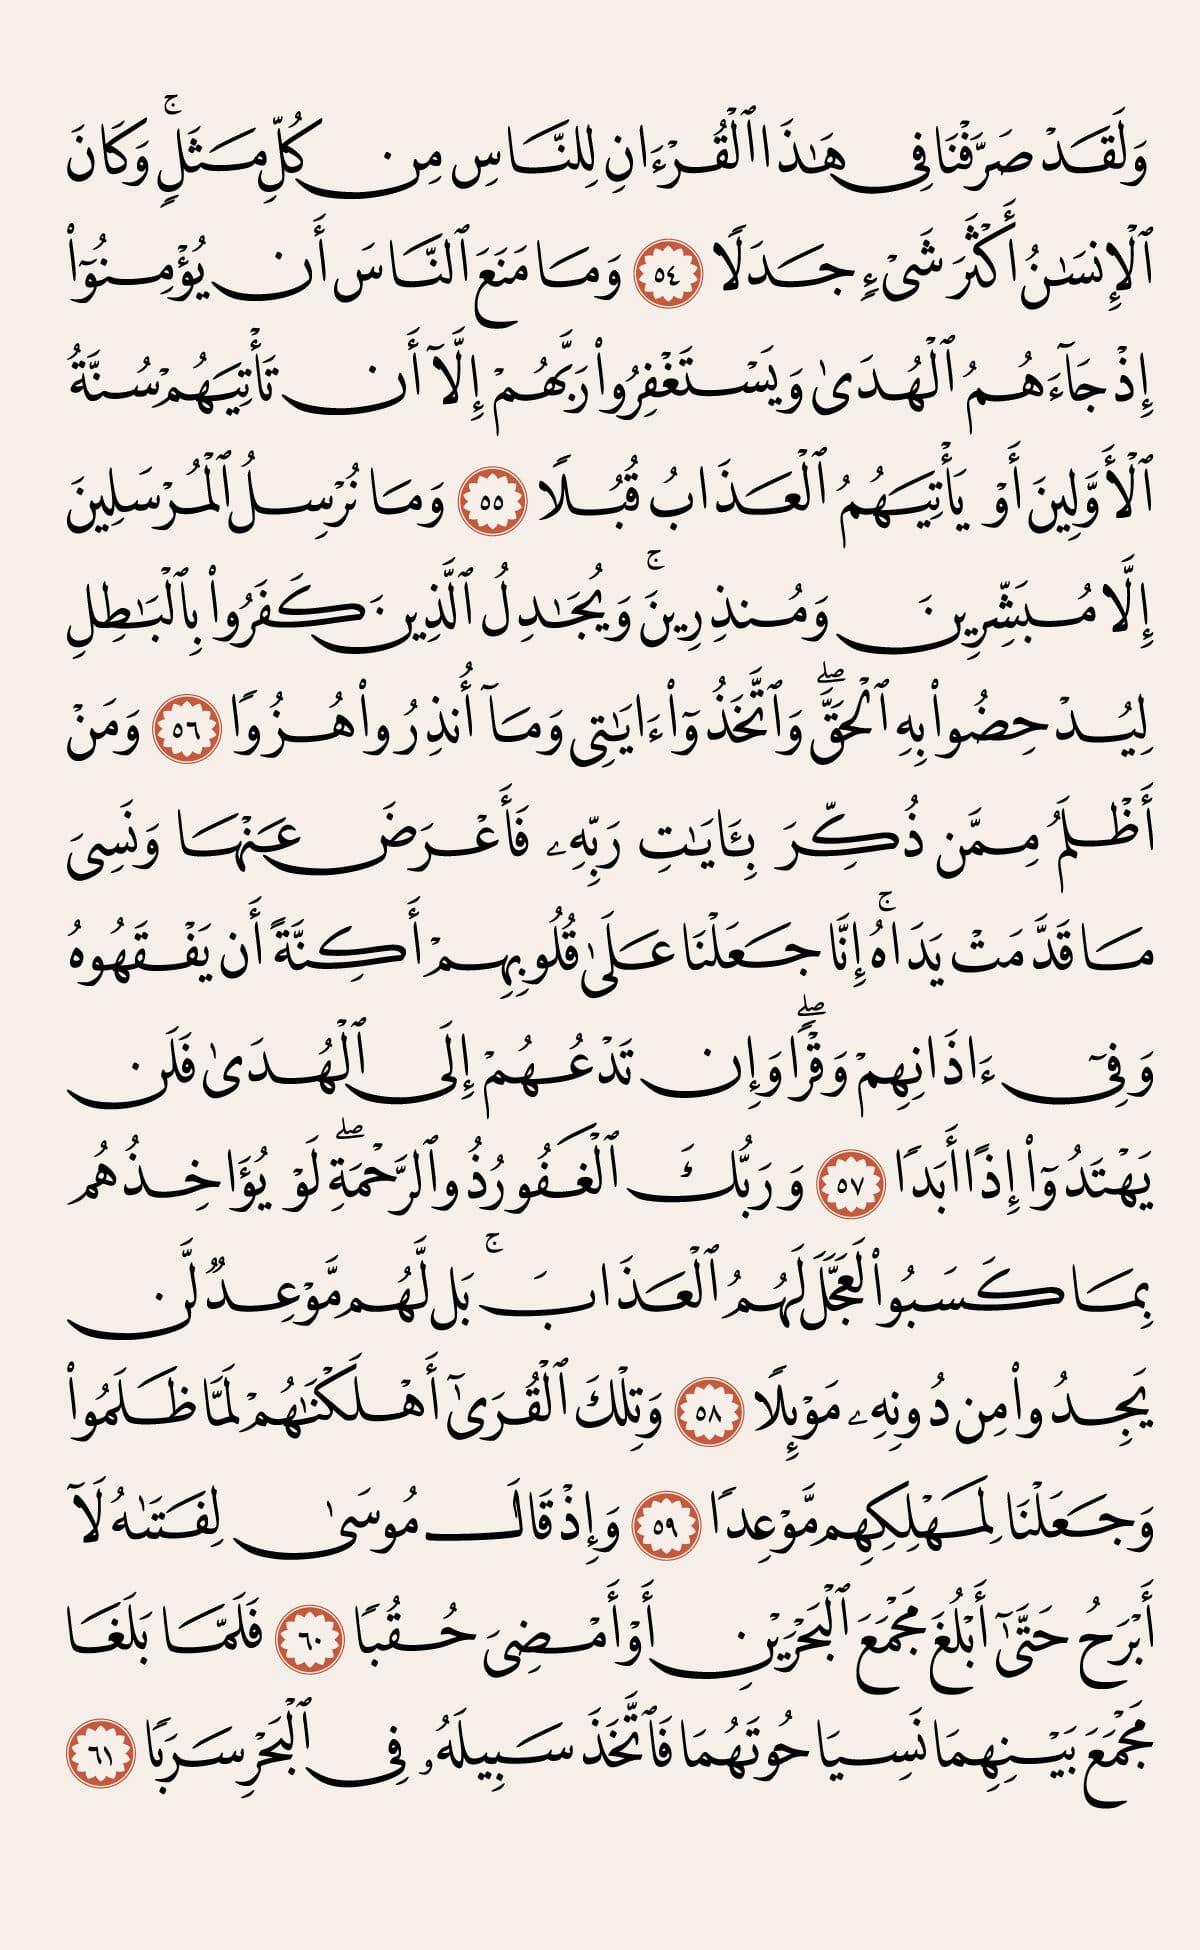 وَلَقَدْ صَرَّفْنَا فِى هَٰذَا ٱلْقُرْءَانِ لِلنَّاسِ مِن كُلِّ مَثَلٍۢ ۚ وَكَانَ
ٱلْإِنسَٰنُ أَكْثَرَ شَىْءٍۢ جَدَلًۭا ٥٤ وَمَا مَنَعَ ٱلنَّاسَ أَن يُؤْمِنُوٓا۟
إِذْ جَآءَهُمُ ٱلْهُدَىٰ وَيَسْتَغْفِرُوا۟ رَبَّهُمْ إِلَّآ أَن تَأْتِيَهُمْ سُنَّةُ
ٱلْأَوَّلِينَ أَوْ يَأْتِيَهُمُ ٱلْعَذَابُ قُبُلًۭا ٥٥ وَمَا نُرْسِلُ ٱلْمُرْسَلِينَ
إِلَّا مُبَشِّرِينَ وَمُنذِرِينَ ۚ وَيُجَٰدِلُ ٱلَّذِينَ كَفَرُوا۟ بِٱلْبَٰطِلِ
لِيُدْحِضُوا۟ بِهِ ٱلْحَقَّ ۖ وَٱتَّخَذُوٓا۟ ءَايَٰتِى وَمَآ أُنذِرُوا۟ هُزُوًۭا ٥٦ وَمَنْ
أَظْلَمُ مِمَّن ذُكِّرَ بِـَٔايَٰتِ رَبِّهِۦ فَأَعْرَضَ عَنْهَا وَنَسِىَ
مَا قَدَّمَتْ يَدَاهُ ۚ إِنَّا جَعَلْنَا عَلَىٰ قُلُوبِهِمْ أَكِنَّةً أَن يَفْقَهُوهُ
وَفِىٓ ءَاذَانِهِمْ وَقْرًۭا ۖ وَإِن تَدْعُهُمْ إِلَى ٱلْهُدَىٰ فَلَن
يَهْتَدُوٓا۟ إِذًا أَبَدًۭا ٥٧ وَرَبُّكَ ٱلْغَفُورُ ذُو ٱلرَّحْمَةِ ۖ لَوْ يُؤَاخِذُهُم
بِمَا كَسَبُوا۟ لَعَجَّلَ لَهُمُ ٱلْعَذَابَ ۚ بَل لَّهُم مَّوْعِدٌۭ لَّن
يَجِدُوا۟ مِن دُونِهِۦ مَوْئِلًۭا ٥٨ وَتِلْكَ ٱلْقُرَىٰٓ أَهْلَكْنَٰهُمْ لَمَّا ظَلَمُوا۟
وَجَعَلْنَا لِمَهْلِكِهِم مَّوْعِدًۭا ٥٩ وَإِذْ قَالَ مُوسَىٰ لِفَتَىٰهُ لَآ
أَبْرَحُ حَتَّىٰٓ أَبْلُغَ مَجْمَعَ ٱلْبَحْرَيْنِ أَوْ أَمْضِىَ حُقُبًۭا ٦٠ فَلَمَّا بَلَغَا
مَجْمَعَ بَيْنِهِمَا نَسِيَا حُوتَهُمَا فَٱتَّخَذَ سَبِيلَهُۥ فِى ٱلْبَحْرِ سَرَبًۭا ٦١